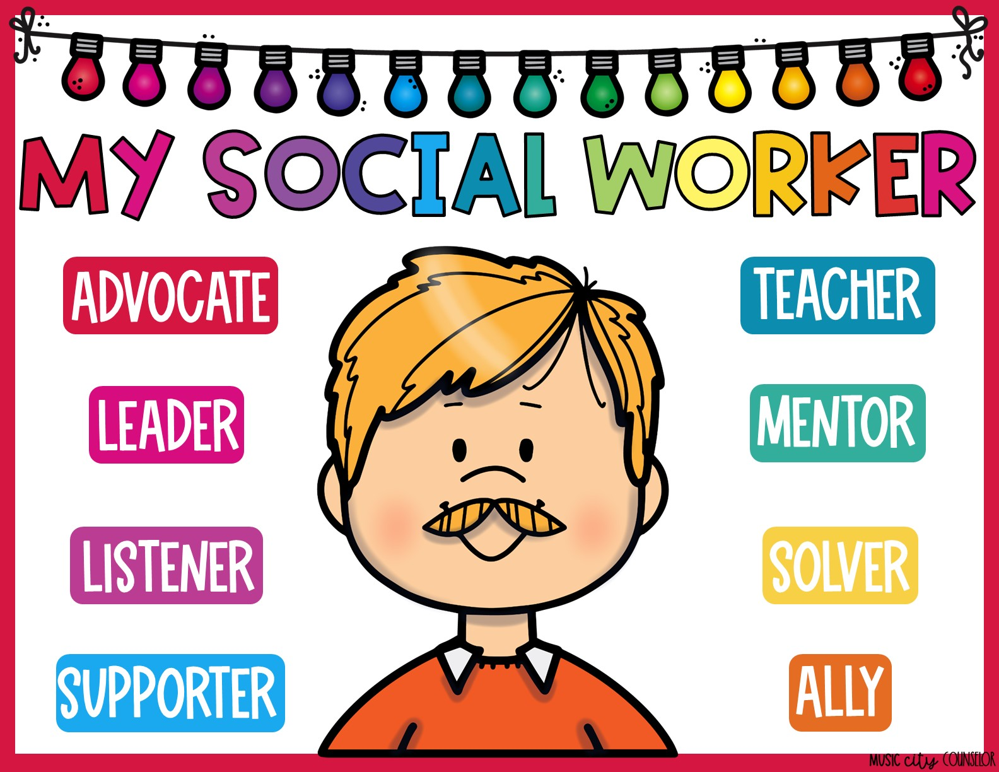 MY SOCIAL WORKER
ADVOCATE
LEADER
LISTENER
SUPPORTER
TEACHER
MENTOR
SOLVER
ALLY
MUSIC city COUNSELOR